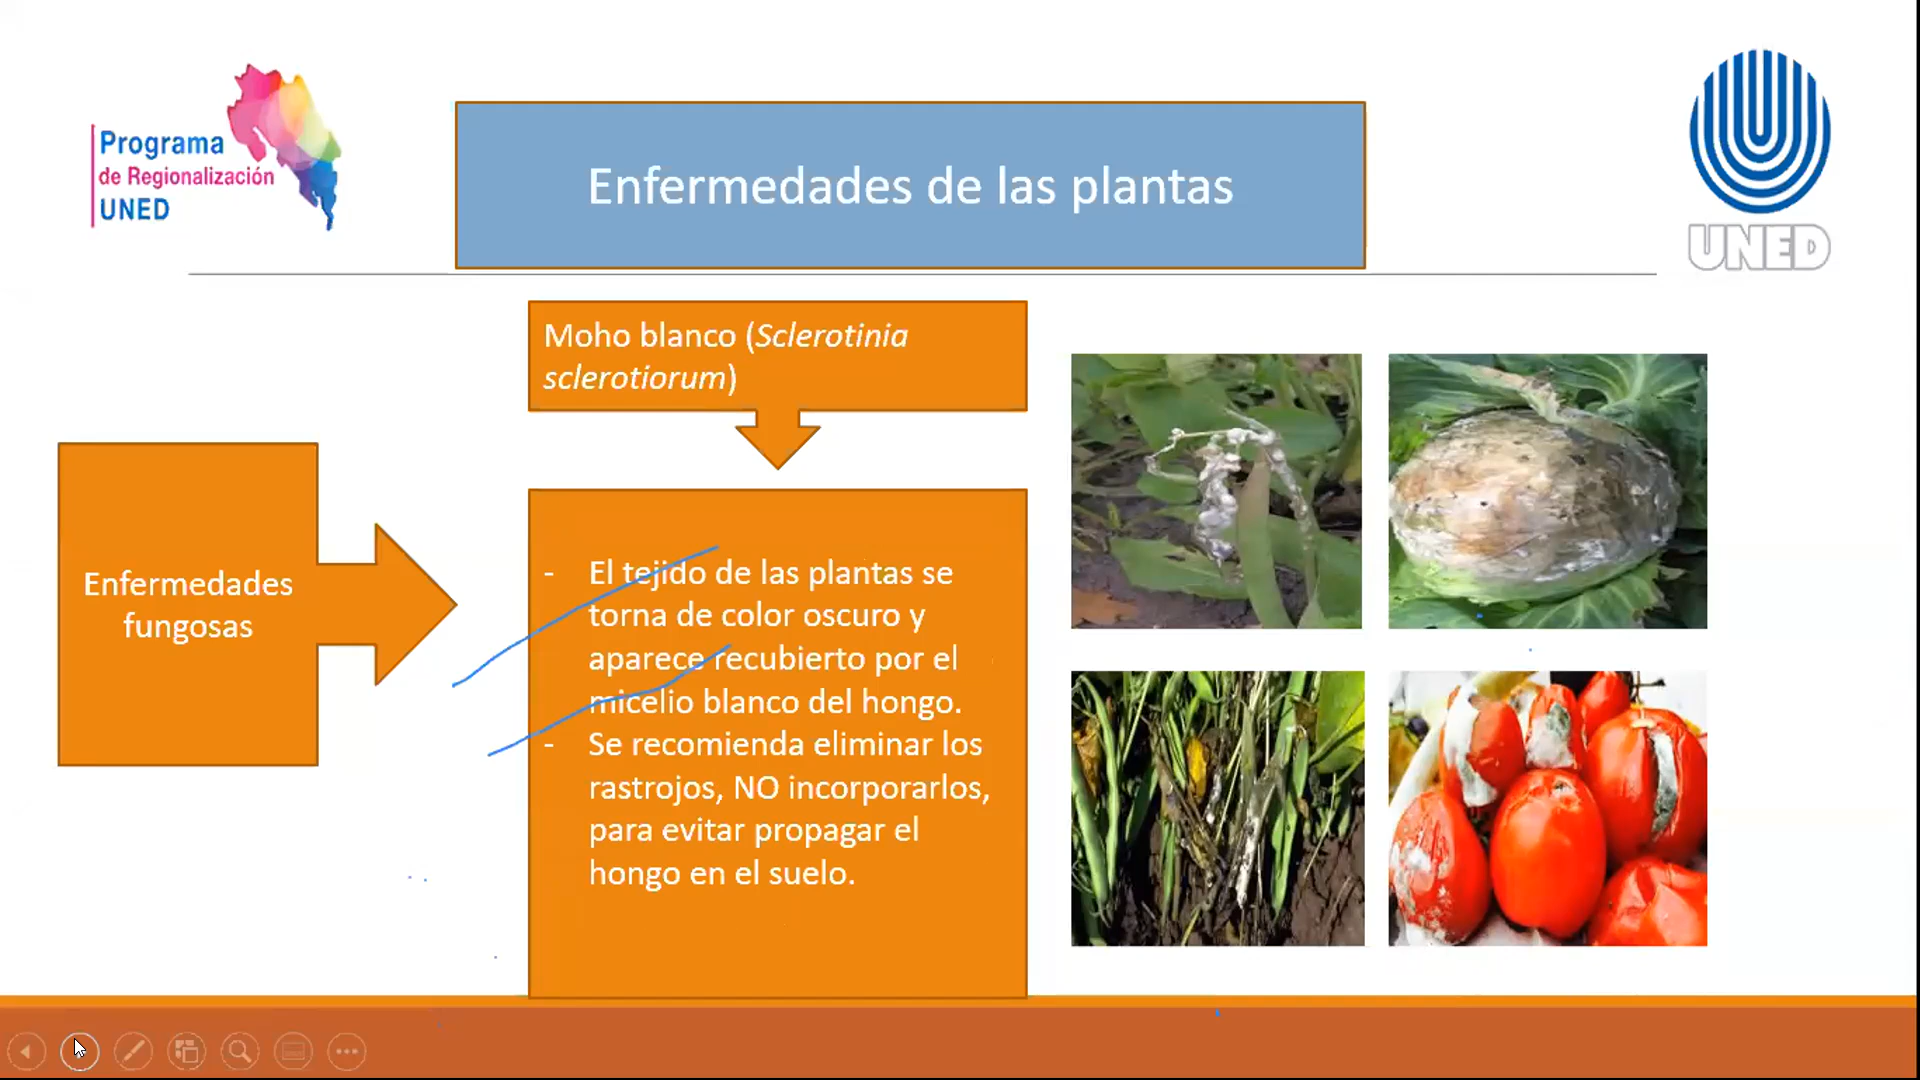 Programa
de Regionalización
UNED
Enfermedades de las plantas
UNED
Moho blanco (Sclerotinia
sclerotiorum)
Enfermedades
fungosas
- El tejido de las plantas se
torna de color oscuro y
aparece recubierto por el
micelio blanco del hongo.
- Se recomienda eliminar los
rastrojos, NO incorporarlos,
para evitar propagar el
hongo en el suelo.